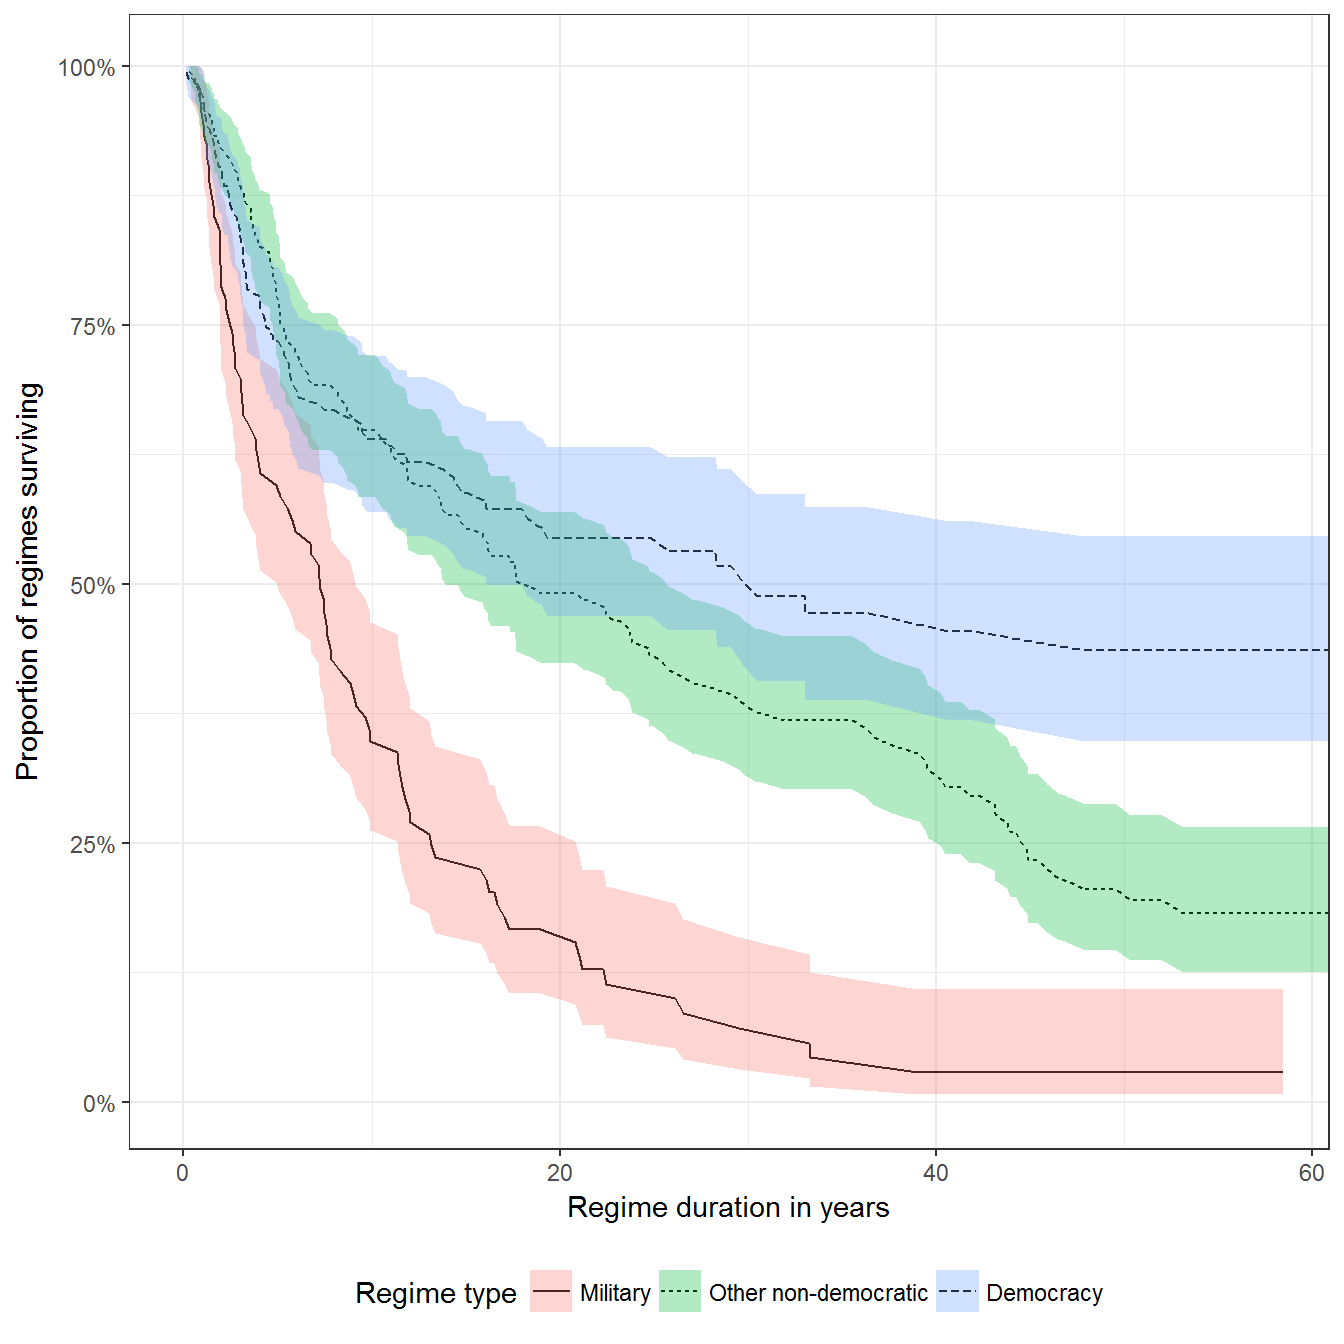 Proportion of regimes surviving
100%
75%
50%
25%
0%
0 20 40 60
Regime duration in years
Regime type Military Other non-democratic Democracy